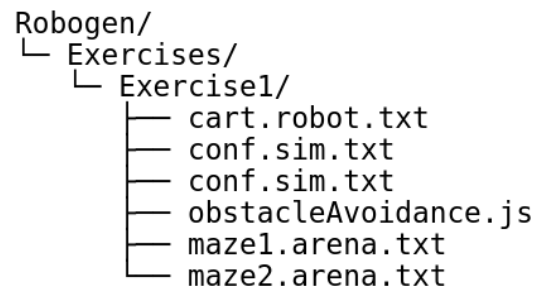 Robogen/
└─ Exercises/
└─ Exercise1/
├── cart.robot.txt
├── conf.sim.txt
├── conf.sim.txt
├── obstacleAvoidance.js
├── maze1.arena.txt
└── maze2.arena.txt